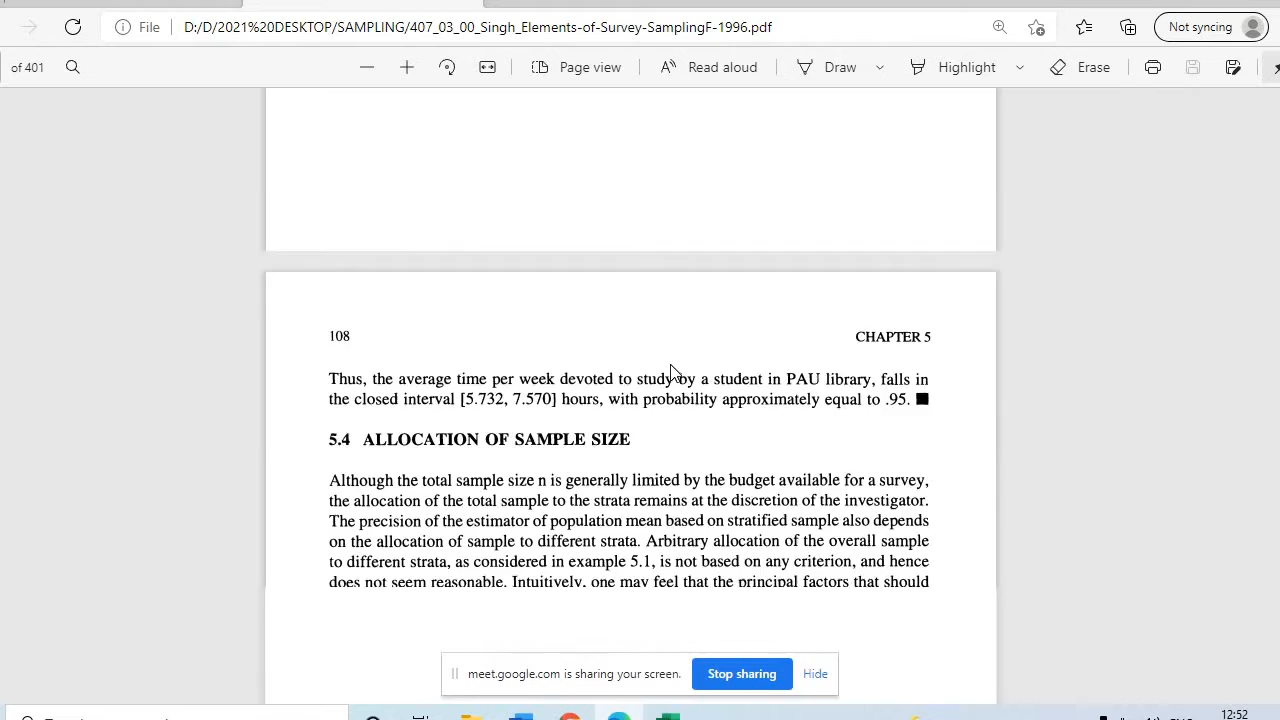 File D:/D/2021%20DESKTOP/SAMPLING/407_03_00_Singh_Elements-of-Survey-SamplingF-1996.pdf Not syncing
of 401 Page view Read aloud Draw Highlight Erase
108 CHAPTER 5
Thus, the average time per week devoted to study by a student in PAU library, falls in
the closed interval [5.732, 7.570] hours, with probability approximately equal to .95. ■
5.4 ALLOCATION OF SAMPLE SIZE
Although the total sample size n is generally limited by the budget available for a survey,
the allocation of the total sample to the strata remains at the discretion of the investigator.
The precision of the estimator of population mean based on stratified sample also depends
on the allocation of sample to different strata. Arbitrary allocation of the overall sample
to different strata, as considered in example 5.1, is not based on any criterion, and hence
does not seem reasonable. Intuitively, one may feel that the principal factors that should
meet.google.com is sharing your screen. Stop sharing Hide
12:52